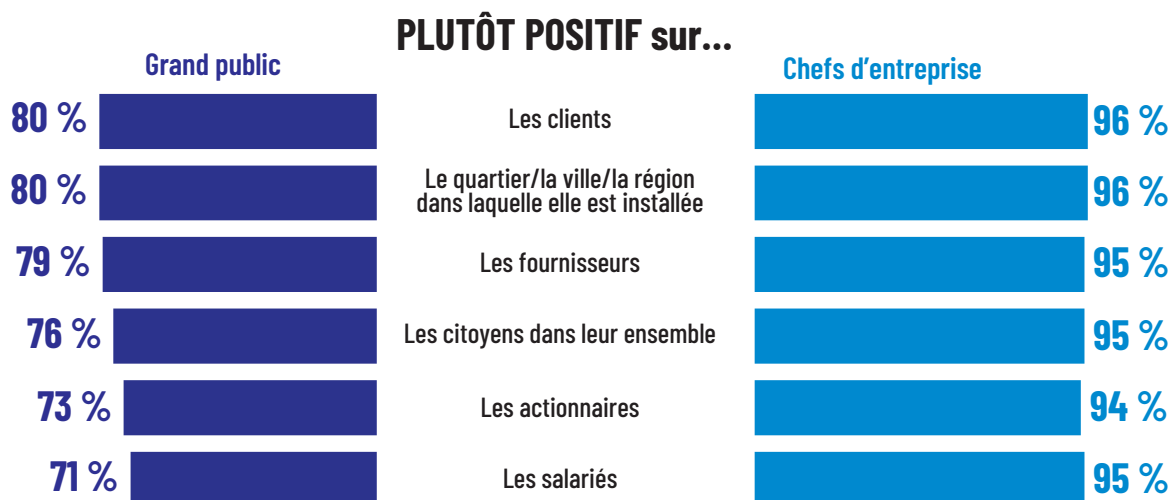 PLUTÔT POSITIF sur...
Grand public
Chefs d'entreprise
80 %
Les clients
96 %
80 %
Le quartier/la ville/la région
dans laquelle elle est installée
96 %
79 %
Les fournisseurs
95 %
76 %
Les citoyens dans leur ensemble
95 %
73 %
Les actionnaires
94 %
71 %
Les salariés
95 %